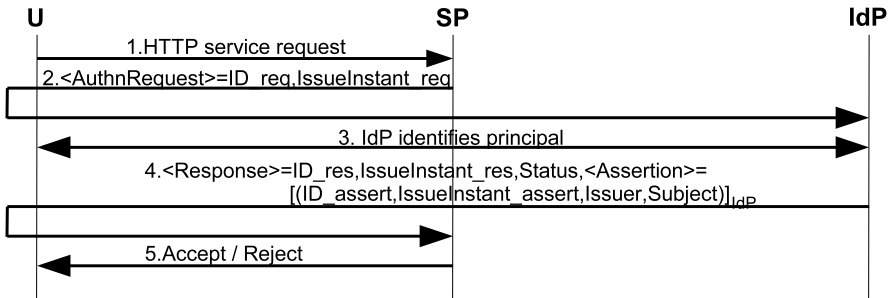 U SP IdP
1.HTTP service request
2.<AuthnRequest>=ID_req,IssueInstant_req
3. IdP identifies principal
4.<Response>=ID_res,IssueInstant_res,Status,<Assertion>=
[(ID_assert,IssueInstant_assert,Issuer,Subject)]IdP
5.Accept / Reject